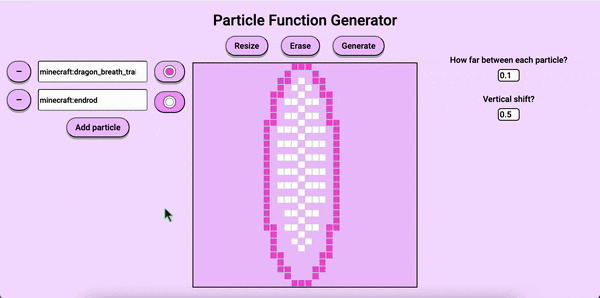 Particle Function Generator
Resize Erase Generate
minecraft:dragon_breath_trai
minecraft:endrod
Add particle
How far between each particle?
0.1
Vertical shift?
0.5